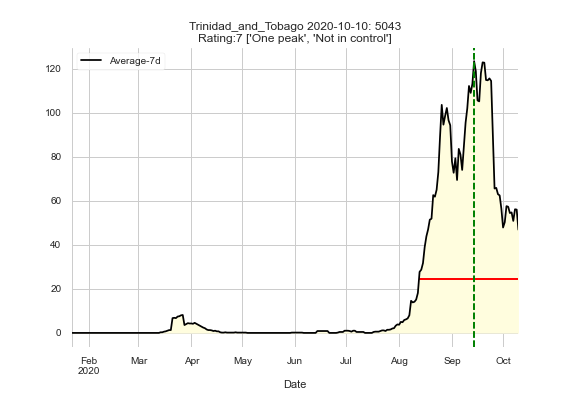 Trinidad_and_Tobago 2020-10-10: 5043
Rating:7 ['One peak', 'Not in control']
Average-7d
120
100
80
60
40
20
0
Feb Mar Apr May Jun Jul Aug Sep Oct
2020
Date